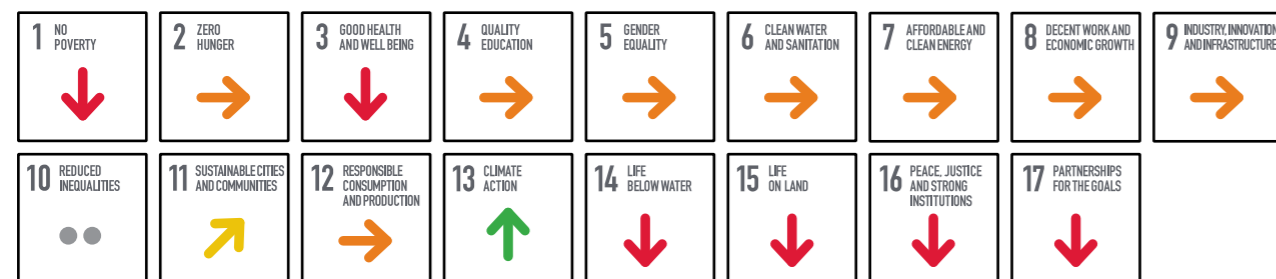 1 NO
POVERTY
2 ZERO
HUNGER
3 GOOD HEALTH
AND WELL BEING
4 QUALITY
EDUCATION
5 GENDER
EQUALITY
6 CLEAN WATER
AND SANITATION
7 AFFORDABLE AND
CLEAN ENERGY
8 DECENT WORK AND
ECONOMIC GROWTH
9 INDUSTRY, INNOVATION
AND INFRASTRUCTURE
10 REDUCED
INEQUALITIES
11 SUSTAINABLE CITIES
AND COMMUNITIES
12 RESPONSIBLE
CONSUMPTION
AND PRODUCTION
13 CLIMATE
ACTION
14 LIFE
BELOW WATER
15 LIFE
ON LAND
16 PEACE, JUSTICE
AND STRONG
INSTITUTIONS
17 PARTNERSHIPS
FOR THE GOALS